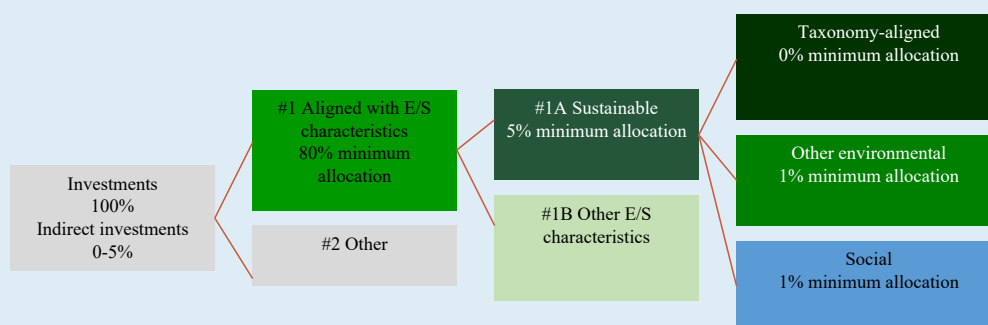 Investments
100%
Indirect investments
0-5%
#1 Aligned with E/S
characteristics
80% minimum
allocation
#2 Other
#1A Sustainable
5% minimum allocation
#1B Other E/S
characteristics
Taxonomy-aligned
0% minimum allocation
Other environmental
1% minimum allocation
Social
1% minimum allocation